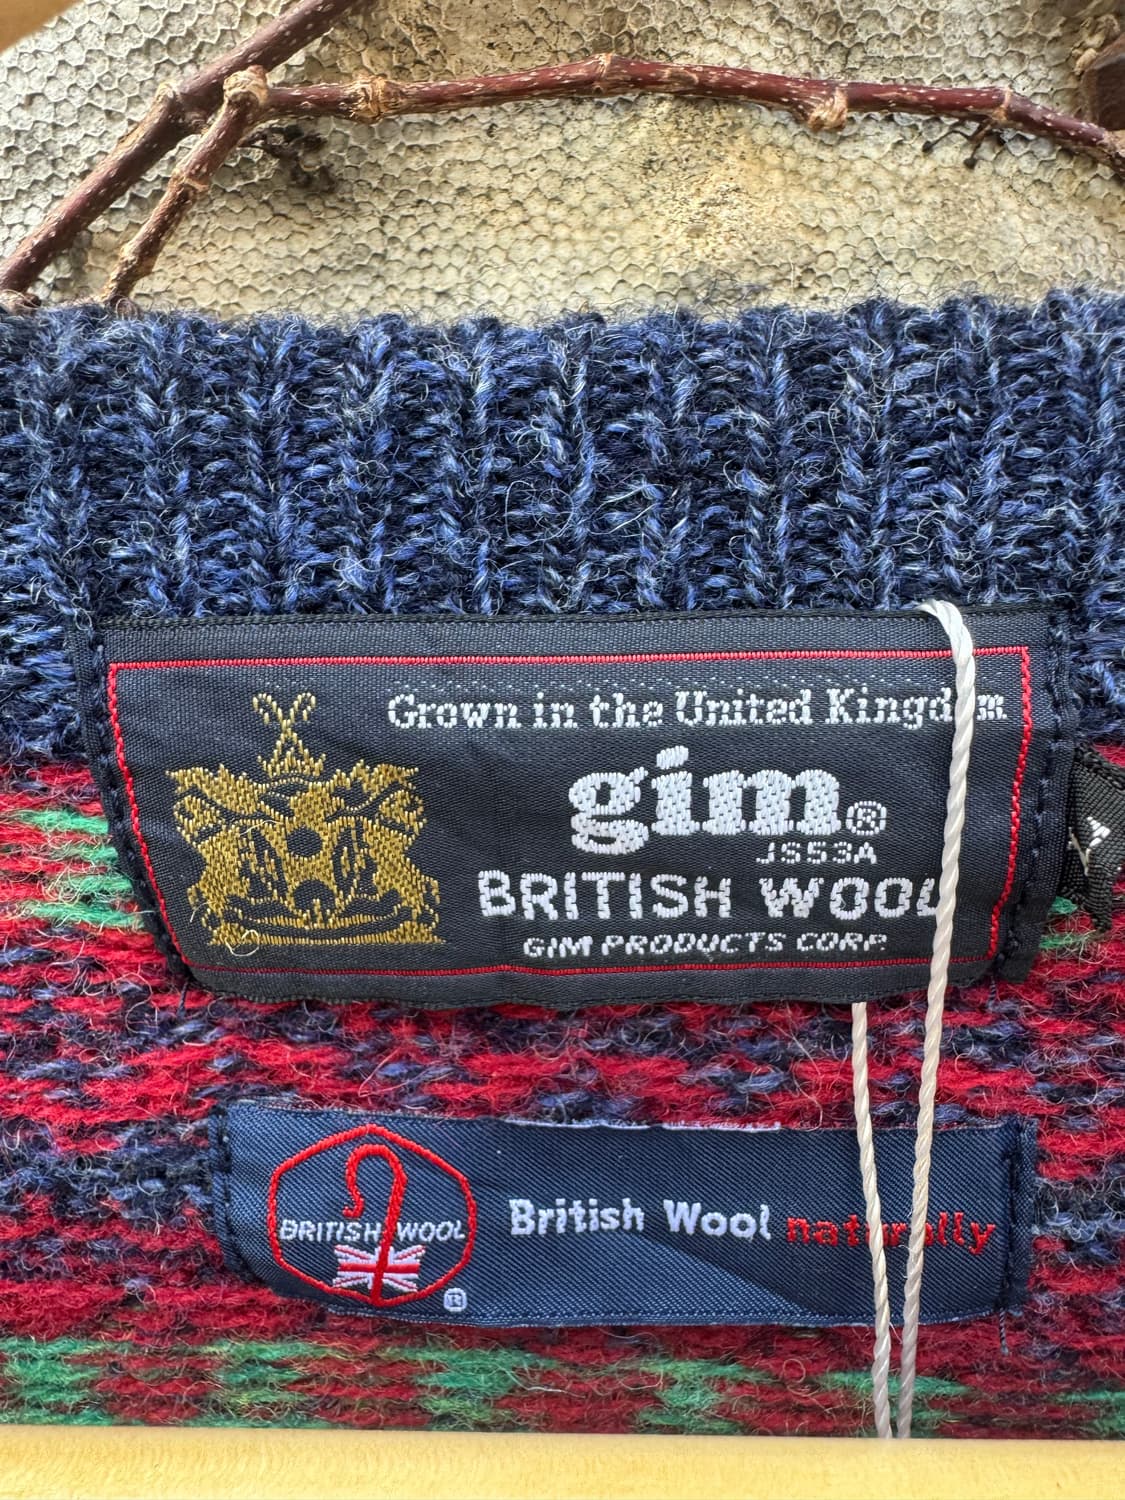 Grown in the United Kingdom
gim®
JS53A
BRITISH WOOL
GIM PRODUCTS CORP.
BRITISH WOOL
®
British Wool naturally